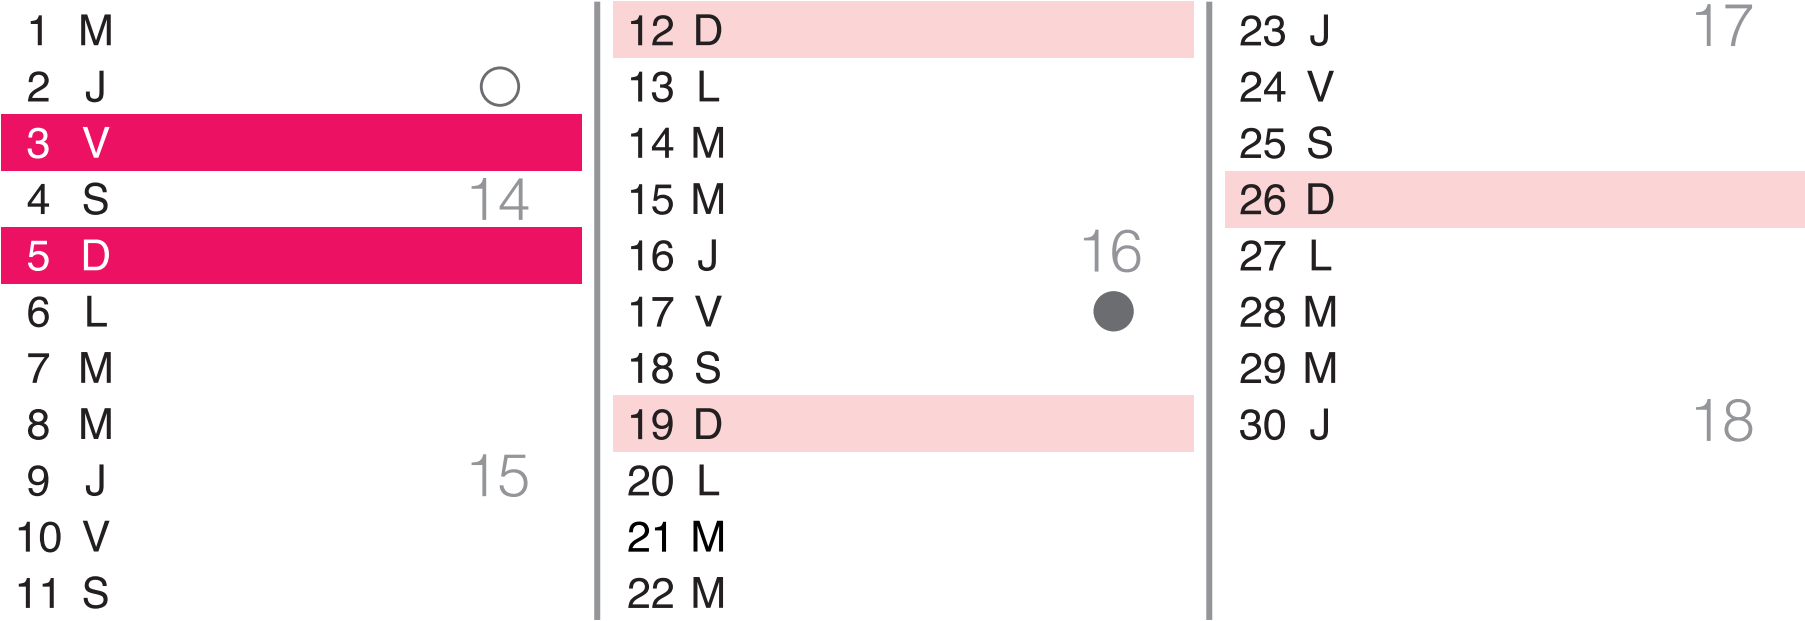 1 M
2 J
3 V
4 S 14
5 D
6 L
7 M
8 M
9 J 15
10 V
11 S
12 D
13 L
14 M
15 M
16 J 16
17 V
18 S
19 D
20 L
21 M
22 M
23 J 17
24 V
25 S
26 D
27 L
28 M
29 M
30 J 18